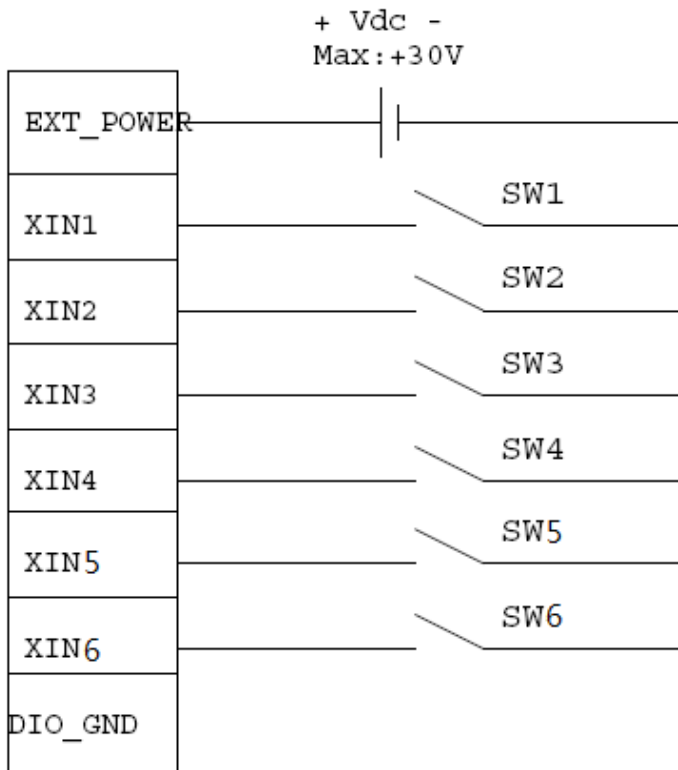 + Vdc -
Max:+30V
EXT_POWER
XIN1
SW1
XIN2
SW2
XIN3
SW3
XIN4
SW4
XIN5
SW5
XIN6
SW6
DIO_GND